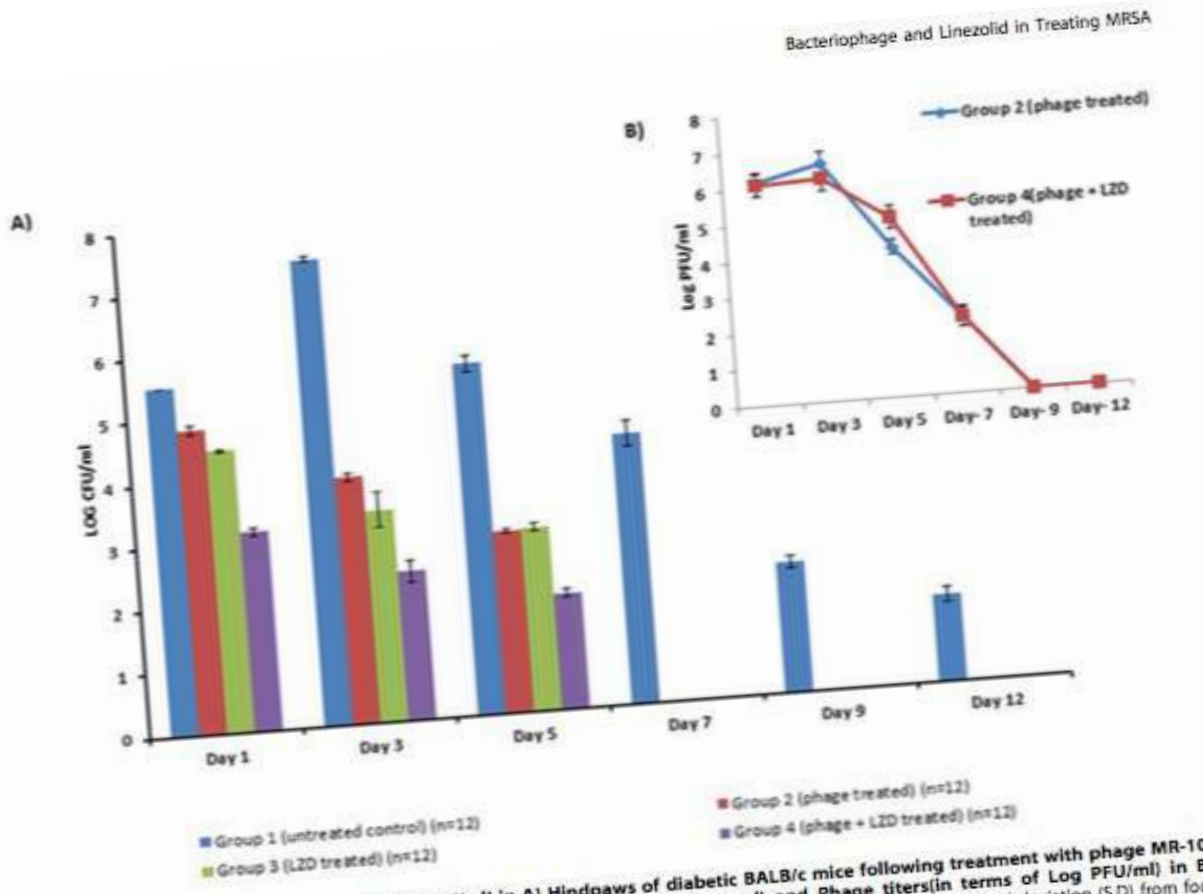 Bacteriophage and Linezolid in Treating MRSA
B)
8
7
6
5
4
3
2
1
0
Log PFU/ml
Group 2 (phage treated)
Group 4(phage + LZD
treated)
Day 1 Day 3 Day 5 Day- 7 Day- 9 Day- 12
A)
8
7
6
5
4
3
2
1
0
LOG CFU/ml
Day 1 Day 3 Day 5 Day 7 Day 9 Day 12
Group 1 (untreated control) (n=12)
Group 2 (phage treated) (n=12)
Group 3 (LZD treated) (n=12)
Group 4 (phage + LZD treated) (n=12)
in A) Hindpaws of diabetic BALB/c mice following treatment with phage MR-10
and Phage titers(in terms of Log PFU/ml) in B
(S.D) from